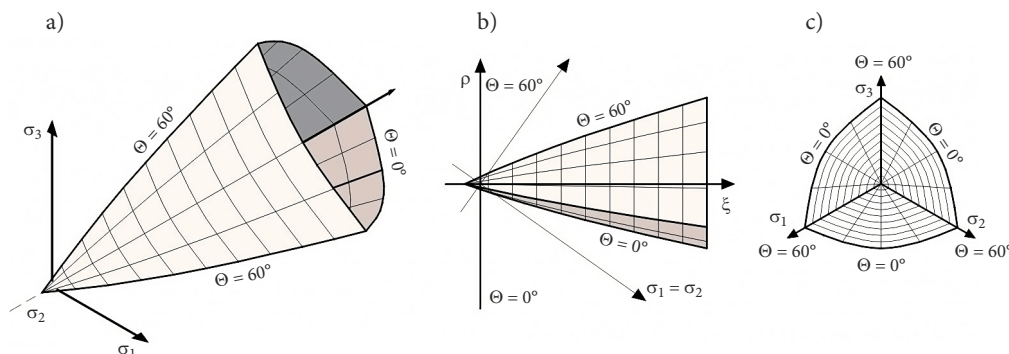 a)
σ3
Θ = 60°
Θ = 0°
Θ = 60°
σ2
σ1
b)
ρ
Θ = 60°
Θ = 60°
ξ
Θ = 0°
σ1 = σ2
Θ = 0°
c)
Θ = 60°
σ3
Θ = 0°
Θ = 0°
σ1
σ2
Θ = 60°
Θ = 0°
Θ = 60°